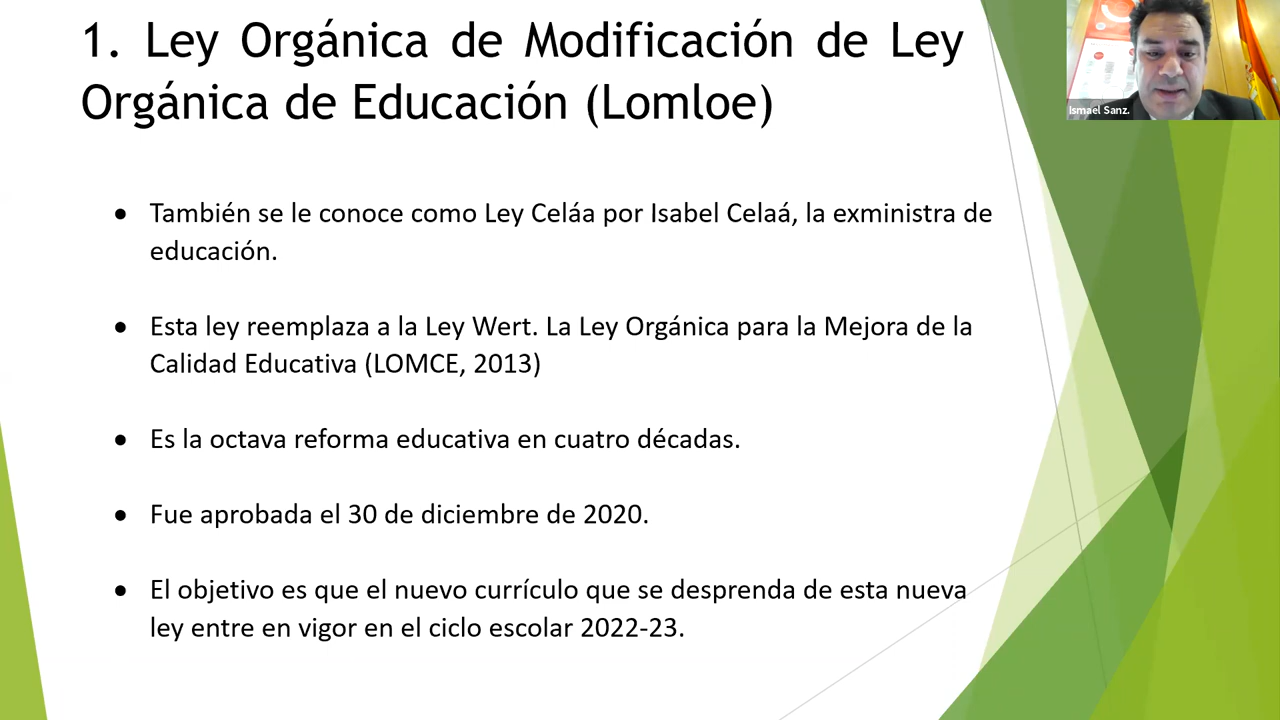 1. Ley Orgánica de Modificación de Ley
Orgánica de Educación (Lomloe)
Ismael Sanz.
● También se le conoce como Ley Celáa por Isabel Celaá, la exministra de
educación.
● Esta ley reemplaza a la Ley Wert. La Ley Orgánica para la Mejora de la
Calidad Educativa (LOMCE, 2013)
● Es la octava reforma educativa en cuatro décadas.
● Fue aprobada el 30 de diciembre de 2020.
● El objetivo es que el nuevo currículo que se desprenda de esta nueva
ley entre en vigor en el ciclo escolar 2022-23.